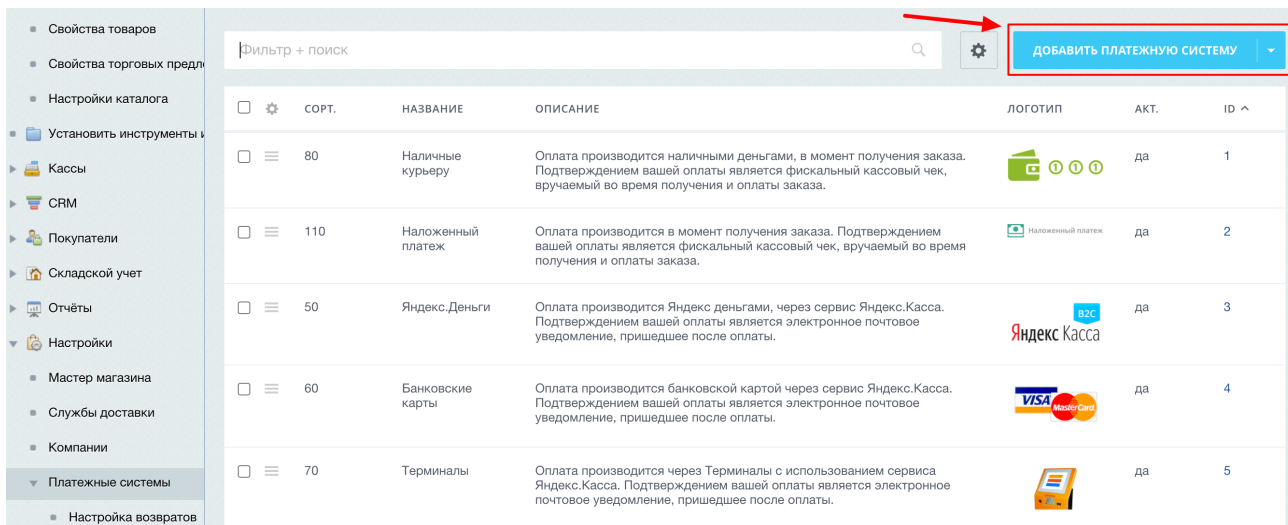 Свойства товаров
Свойства торговых предл
Настройки каталога
Установить инструменты и
Кассы
CRM
Покупатели
Складской учет
Отчёты
Настройки
Мастер магазина
Службы доставки
Компании
Платежные системы
Настройка возвратов
Фильтр + поиск
ДОБАВИТЬ ПЛАТЕЖНУЮ СИСТЕМУ
СОРТ. НАЗВАНИЕ ОПИСАНИЕ ЛОГОТИП АКТ. ID
80 Наличные Оплата производится наличными деньгами, в момент получения заказа. да 1
курьеру Подтверждением вашей оплаты является фискальный кассовый чек,
вручаемый во время получения и оплаты заказа.
1 1 1
110 Наложенный Оплата производится в момент получения заказа. Подтверждением Наложенный платеж да 2
платеж вашей оплаты является фискальный кассовый чек, вручаемый во время
получения и оплаты заказа.
50 Яндекс.Деньги Оплата производится Яндекс деньгами, через сервис Яндекс.Касса. B2C да 3
Подтверждением вашей оплаты является электронное почтовое
уведомление, пришедшее после оплаты. Яндекс Касса
60 Банковские Оплата производится банковской картой через сервис Яндекс.Касса. VISA да 4
карты Подтверждением вашей оплаты является электронное почтовое MasterCard
уведомление, пришедшее после оплаты.
70 Терминалы Оплата производится через Терминалы с использованием сервиса да 5
Яндекс.Касса. Подтверждением вашей оплаты является электронное
почтовое уведомление, пришедшее после оплаты.